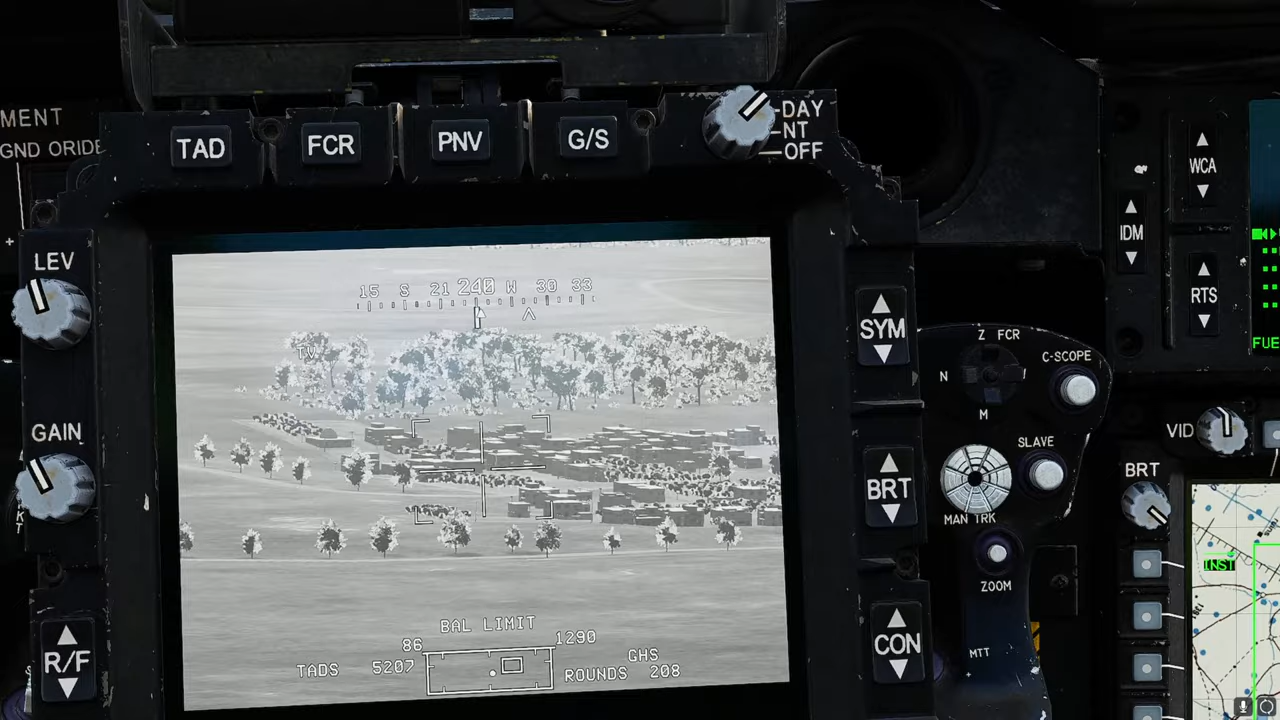 MENT
GND ORIDE
TAD
FCR
PNV
G/S
DAY
NT
OFF
LEV
GAIN
R/F
15 S 21 240 W 30 33
TV
BAL LIMIT
86
1290
TADS 5207
GHS
ROUNDS 208
SYM
BRT
CON
Z FCR
C-SCOPE
N
M
SLAVE
MAN TRK
ZOOM
MTT
WCA
IDM
RTS
FUE
VID
BRT
INST